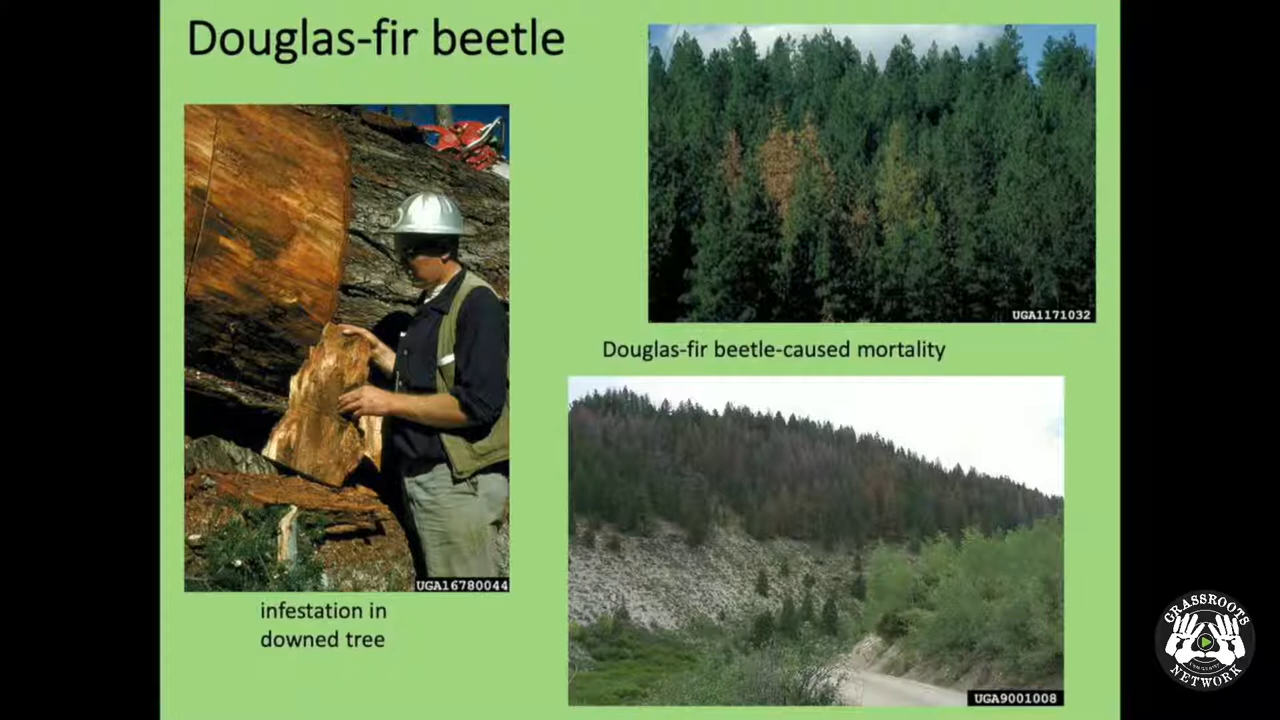 Douglas-fir beetle
UGA1171032
Douglas-fir beetle-caused mortality
UGA16780044
infestation in
downed tree
UGA9001008
GRASSROOTS
NETWORK